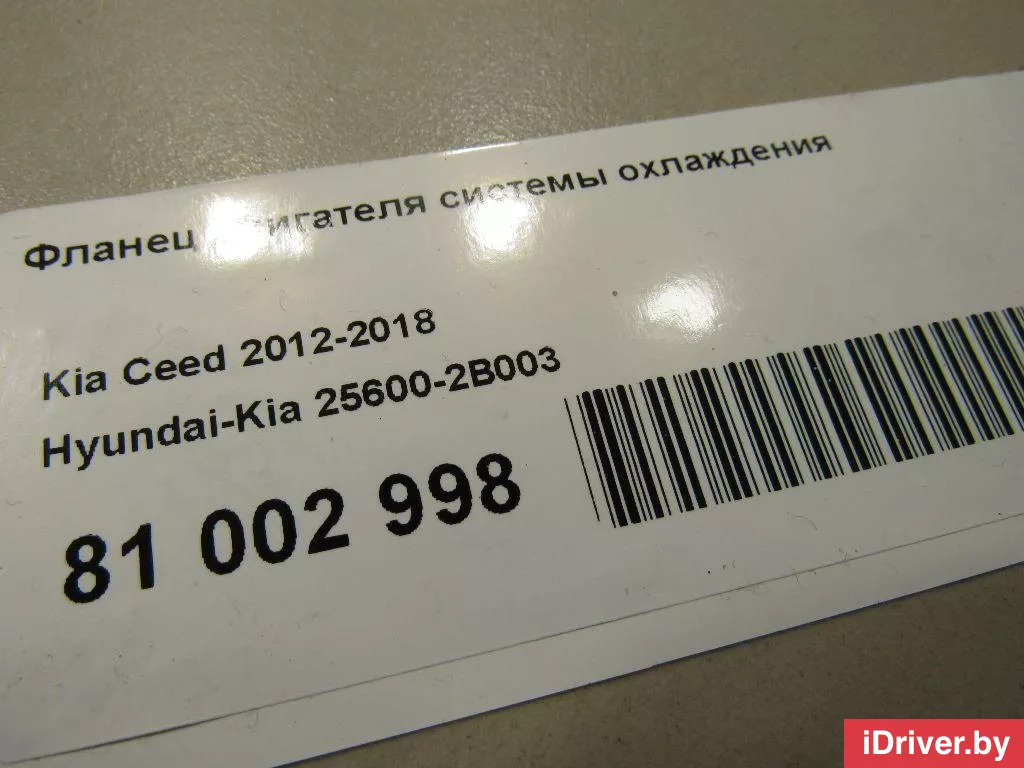 Фланец двигателя системы охлаждения
Kia Ceed 2012-2018
Hyundai-Kia 25600-2B003
81 002 998
iDriver.by